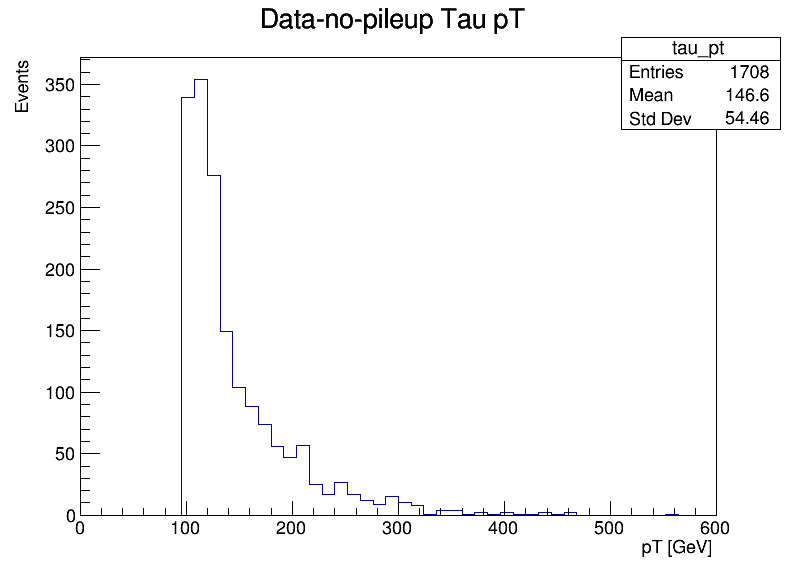 Data-no-pileup Tau pT
tau_pt
Entries 1708
Mean 146.6
Std Dev 54.46
Events
350
300
250
200
150
100
50
0
0 100 200 300 400 500 600
pT [GeV]